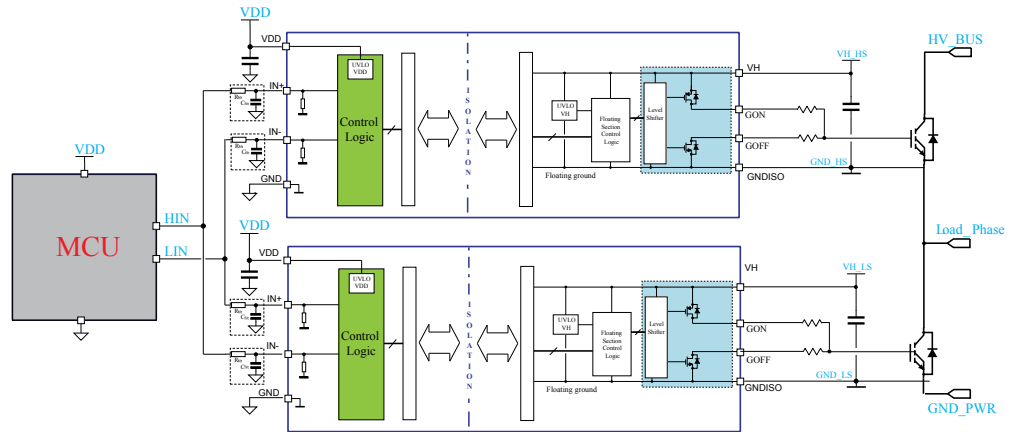 VDD
VDD
IN+
IN-
GND
UVLO
VDD
Control
Logic
ISOLATION
UVLO
VH
Floating
Section
Control
Logic
Level
Shifter
Floating ground
VH
GON
GOFF
GNDISO
VH_HS
GND_HS
HV_BUS
VDD
MCU
HIN
LIN
Load_Phase
VDD
VDD
IN+
IN-
GND
UVLO
VDD
Control
Logic
ISOLATION
UVLO
VH
Floating
Section
Control
Logic
Level
Shifter
Floating ground
VH
GON
GOFF
GNDISO
VH_LS
GND_LS
GND_PWR